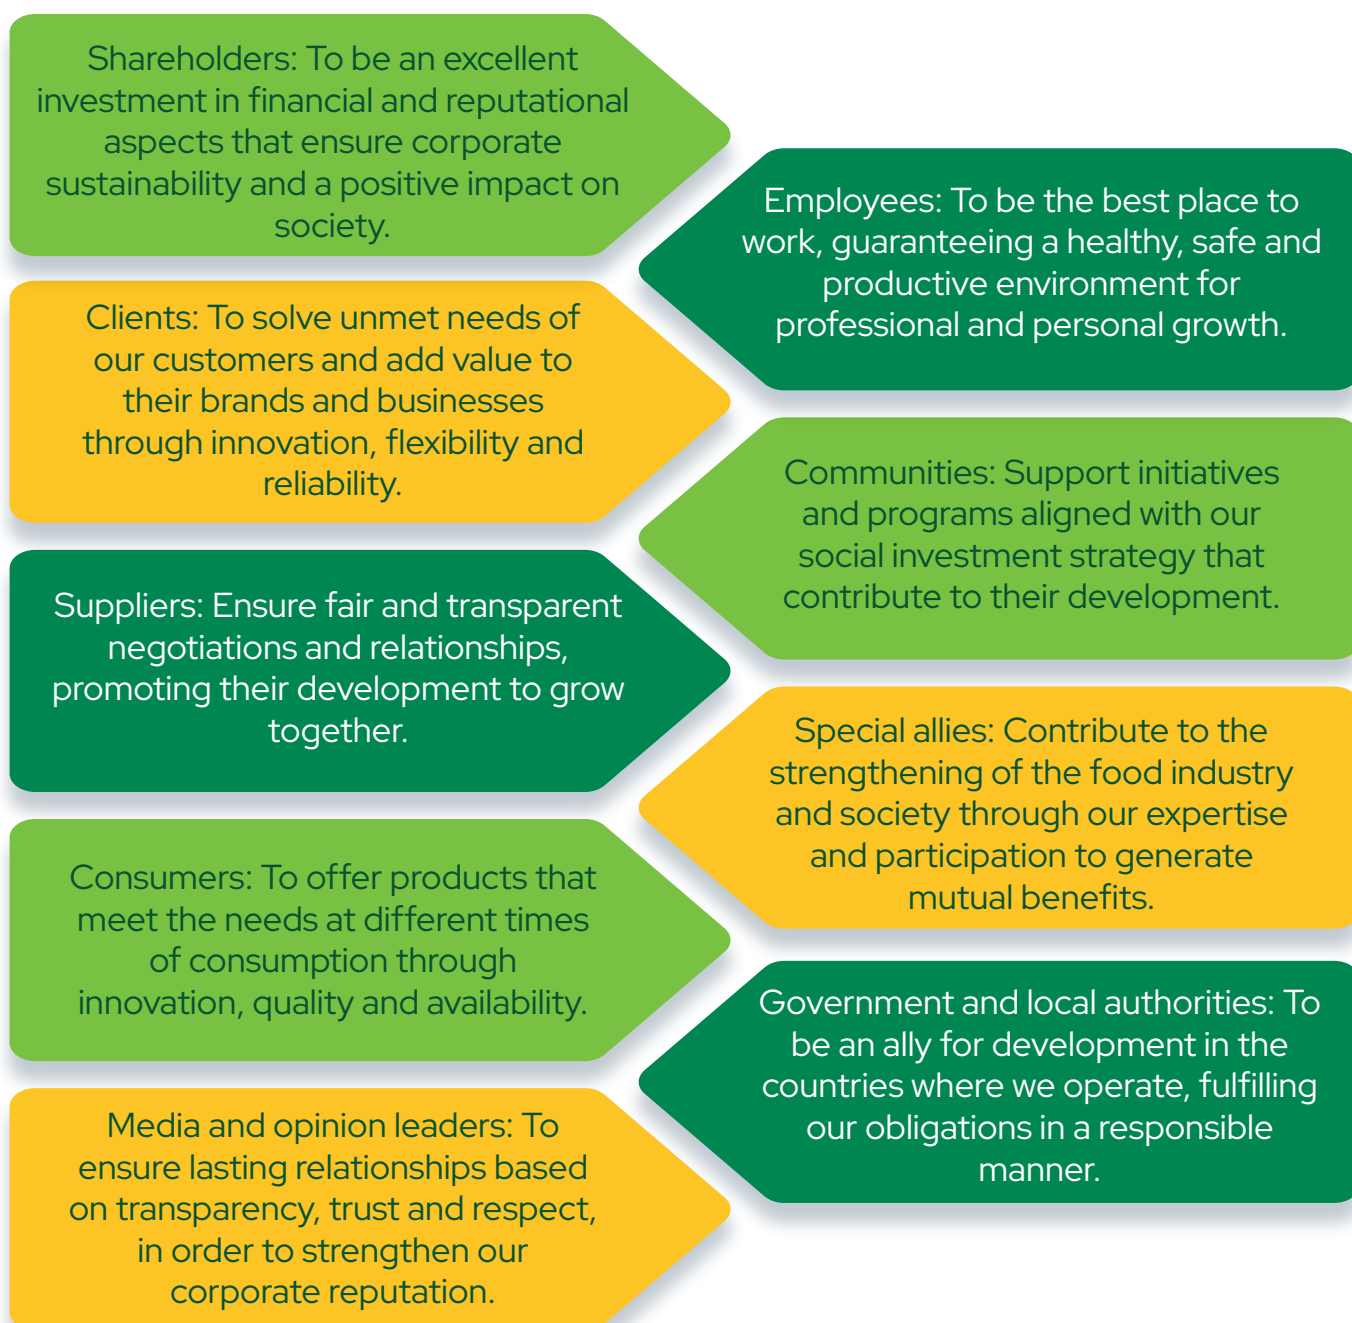 Shareholders: To be an excellent
investment in financial and reputational
aspects that ensure corporate
sustainability and a positive impact on
society.
Employees: To be the best place to
work, guaranteeing a healthy, safe and
productive environment for
professional and personal growth.
Clients: To solve unmet needs of
our customers and add value to
their brands and businesses
through innovation, flexibility and
reliability.
Communities: Support initiatives
and programs aligned with our
social investment strategy that
contribute to their development.
Suppliers: Ensure fair and transparent
negotiations and relationships,
promoting their development to grow
together.
Special allies: Contribute to the
strengthening of the food industry
and society through our expertise
and participation to generate
mutual benefits.
Consumers: To offer products that
meet the needs at different times
of consumption through
innovation, quality and availability.
Government and local authorities: To
be an ally for development in the
countries where we operate, fulfilling
our obligations in a responsible
manner.
Media and opinion leaders: To
ensure lasting relationships based
on transparency, trust and respect,
in order to strengthen our
corporate reputation.